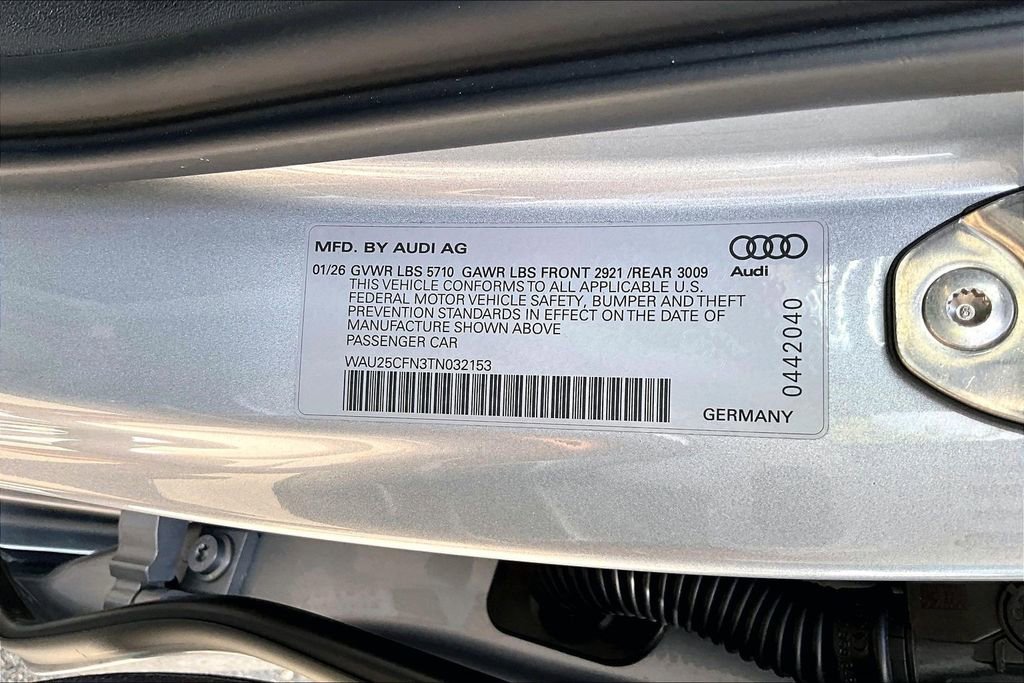 MFD. BY AUDI AG
Audi
01/26 GVWR LBS 5710 GAWR LBS FRONT 2921 /REAR 3009
THIS VEHICLE CONFORMS TO ALL APPLICABLE U.S.
FEDERAL MOTOR VEHICLE SAFETY, BUMPER AND THEFT
PREVENTION STANDARDS IN EFFECT ON THE DATE OF
MANUFACTURE SHOWN ABOVE
PASSENGER CAR
WAU25CFN3TN032153
0442040
GERMANY